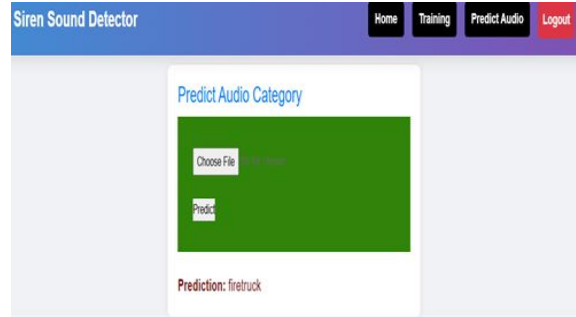 Siren Sound Detector
Home Training Predict Audio Logout
Predict Audio Category
Choose File
Predict
Prediction: firetruck